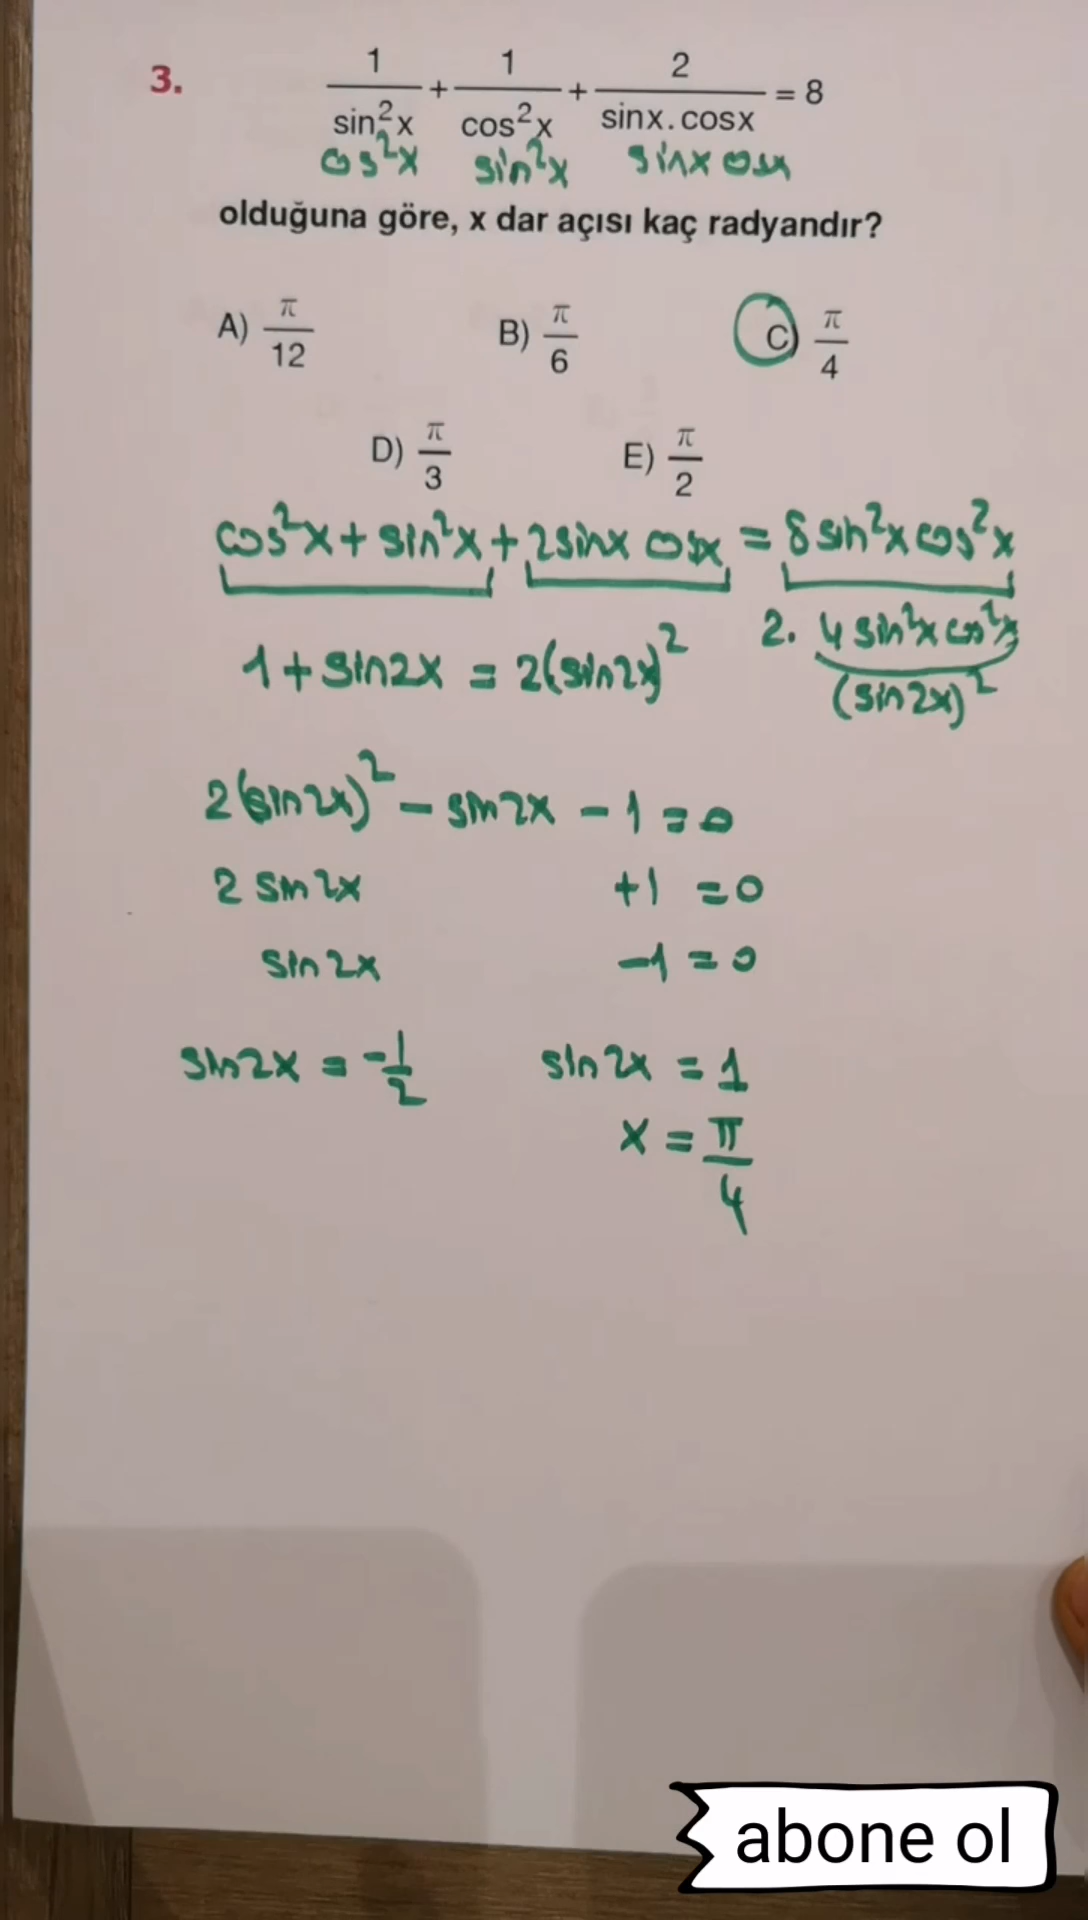 3. 1/sin²x + 1/cos²x + 2/sinx.cosx = 8
cos²x sin²x sinx cosx
olduğuna göre, x dar açısı kaç radyandır?
A) π/12 B) π/6 C) π/4
D) π/3 E) π/2
cos²x + sin²x + 2sinx cosx = 8 sin²x cos²x
2. 4 sin²x cos²x
1 + sin2x = 2(sin2x)² (sin2x)²
2(sin2x)² - sin2x - 1 = 0
2 sin2x +1 = 0
sin2x -1 = 0
sin2x = -1/2 sin2x = 1
x = π/4
abone ol